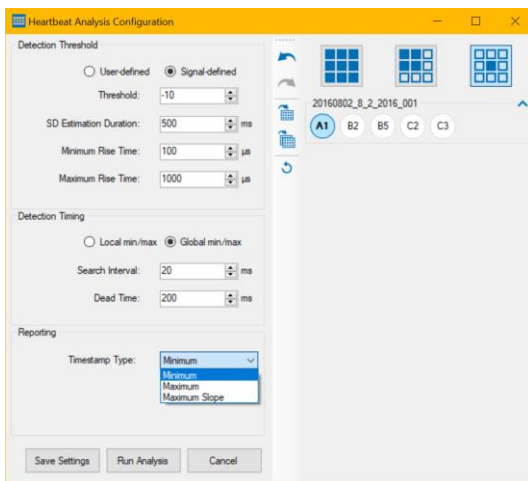 Heartbeat Analysis Configuration
Detection Threshold
User-defined Signal-defined
Threshold: -10
SD Estimation Duration: 500 ms
Minimum Rise Time: 100 µs
Maximum Rise Time: 1000 µs
Detection Timing
Local min/max Global min/max
Search Interval: 20 ms
Dead Time: 200 ms
Reporting
Timestamp Type: Minimum
Minimum
Maximum
Maximum Slope
Save Settings Run Analysis Cancel
20160802_8_2_2016_001
A1 B2 B5 C2 C3